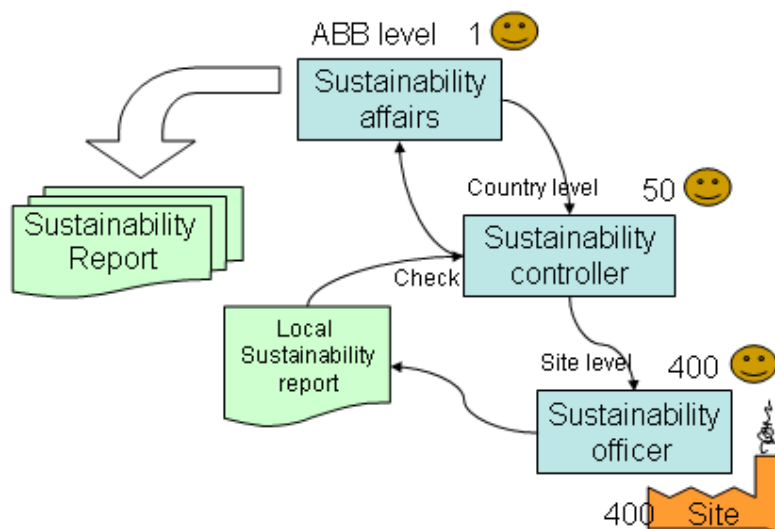 ABB level 1
Sustainability
affairs
Country level 50
Sustainability
Report
Sustainability
controller
Check
Local
Sustainability
report
Site level 400
Sustainability
officer
400 Site